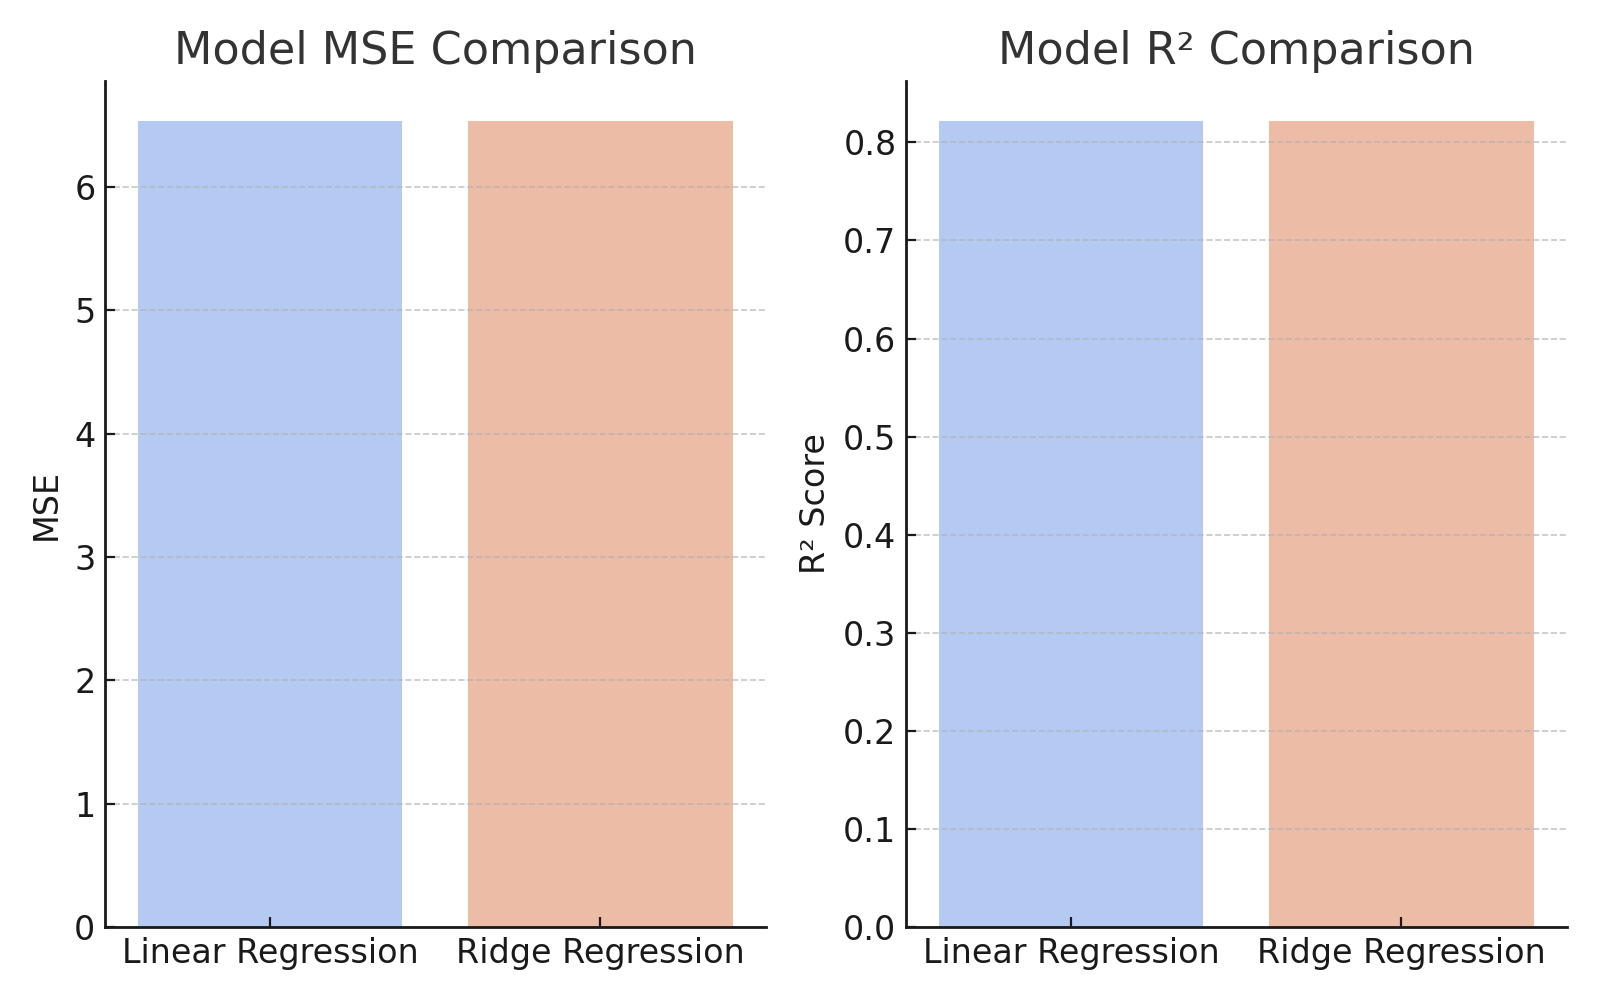 Model MSE Comparison
MSE
6
5
4
3
2
1
0
Linear Regression
Ridge Regression
Model R² Comparison
R² Score
0.8
0.7
0.6
0.5
0.4
0.3
0.2
0.1
0.0
Linear Regression
Ridge Regression